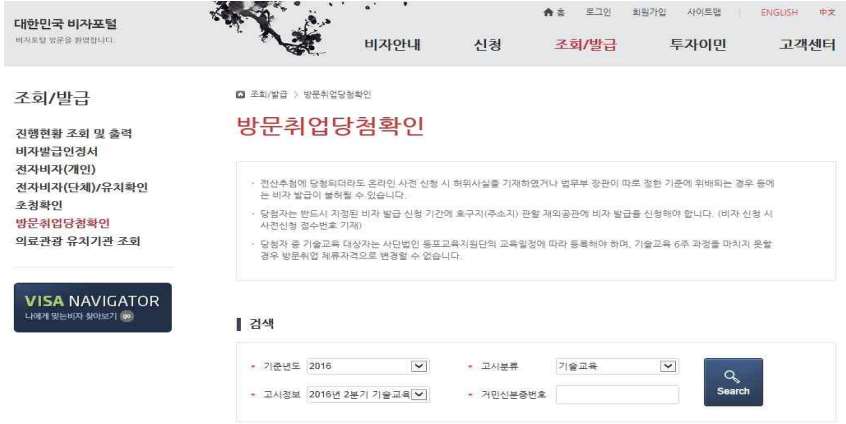 대한민국 비자포털
비자포털 방문을 환영합니다.
홈 로그인 회원가입 사이트맵 ENGLISH 中文
비자안내 신청 조회/발급 투자이민 고객센터
조회/발급
진행현황 조회 및 출력
비자발급인정서
전자비자(개인)
전자비자(단체)/유치확인
초청확인
방문취업당첨확인
의료관광 유치기관 조회
VISA NAVIGATOR
나에게 맞는비자 찾아보기 GO
조회/발급 > 방문취업당첨확인
방문취업당첨확인
· 전산추첨에 당첨되더라도 온라인 사전 신청 시 허위사실을 기재하였거나 법무부 장관이 따로 정한 기준에 위배되는 경우 등에
는 비자 발급이 불허될 수 있습니다.
· 당첨자는 반드시 지정된 비자 발급 신청 기간에 호구지(주소지) 관할 재외공관에 비자 발급을 신청해야 합니다. (비자 신청 시
사전신청 접수번호 기재)
· 당첨자 중 기술교육 대상자는 사단법인 동포교육지원단의 교육일정에 따라 등록해야 하며, 기술교육 6주 과정을 마치지 못할
경우 방문취업 체류자격으로 변경할 수 없습니다.
검색
기준년도 2016 고시분류 기술교육
고시정보 2016년 2분기 기술교육 거민신분증번호
Search